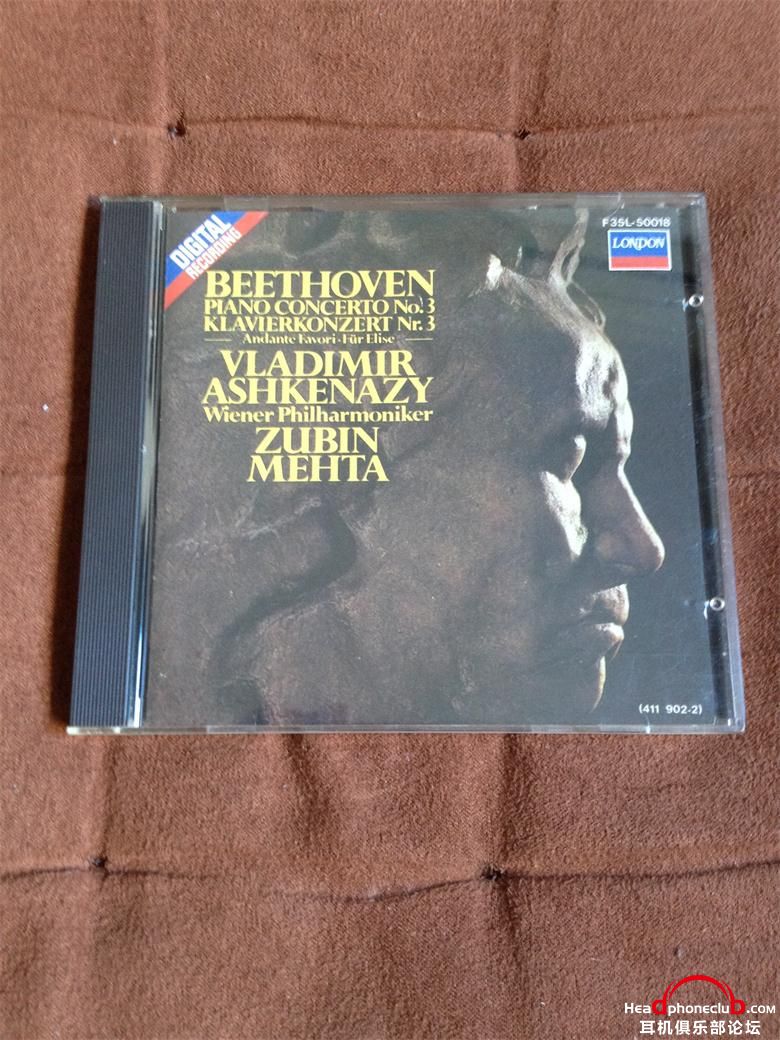 F35L-50018
DIGITAL
RECORDING
LONDON
BEETHOVEN
PIANO CONCERTO No. 3
KLAVIERKONZERT Nr. 3
Andante Favori · Für Elise
VLADIMIR
ASHKENAZY
Wiener Philharmoniker
ZUBIN
MEHTA
(411 902-2)
Headphoneclub.com
耳机俱乐部论坛